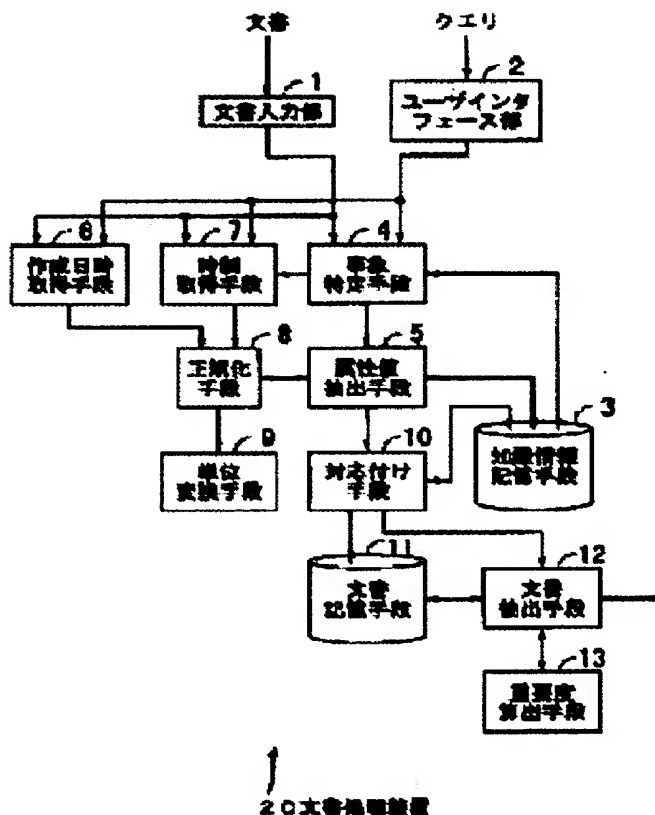 文書
クエリ
1
2
文書入力部
ユーザインタ
フェース部
6
7
4
作成日時
取得手段
時制
取得手段
事象
特定手段
8
5
正規化
手段
属性値
抽出手段
3
9
10
知識情報
記憶手段
単位
変換手段
対応付け
手段
11
12
文書
記憶手段
文書
抽出手段
13
重要度
算出手段
20文書処理装置